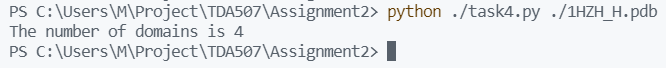 PS C:\Users\M\Project\TDA507\Assignment2> python ./task4.py ./1HZH_H.pdb
The number of domains is 4
PS C:\Users\M\Project\TDA507\Assignment2>